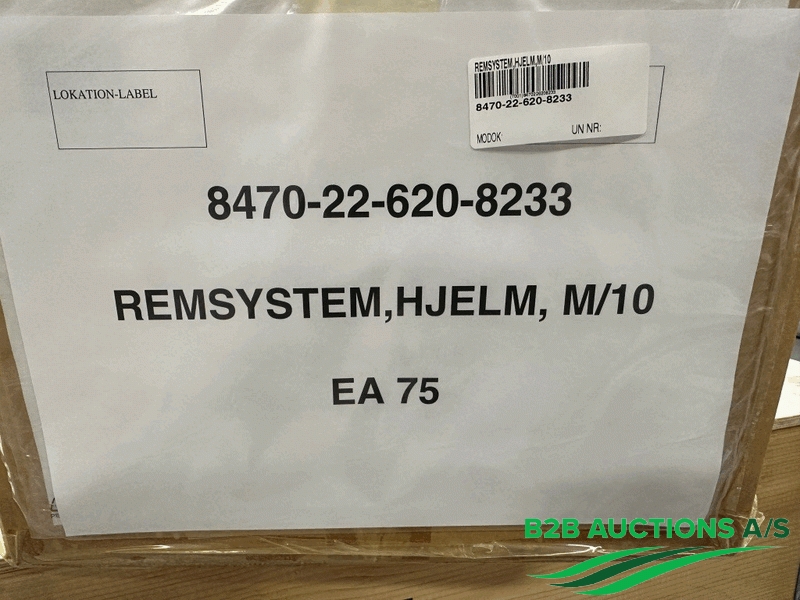 LOKATION-LABEL
REMSYSTEM,HJELM,M/10
8470-22-620-8233
MODOK:
UN NR:
8470-22-620-8233
REMSYSTEM,HJELM, M/10
EA 75
B2B AUCTIONS A/S